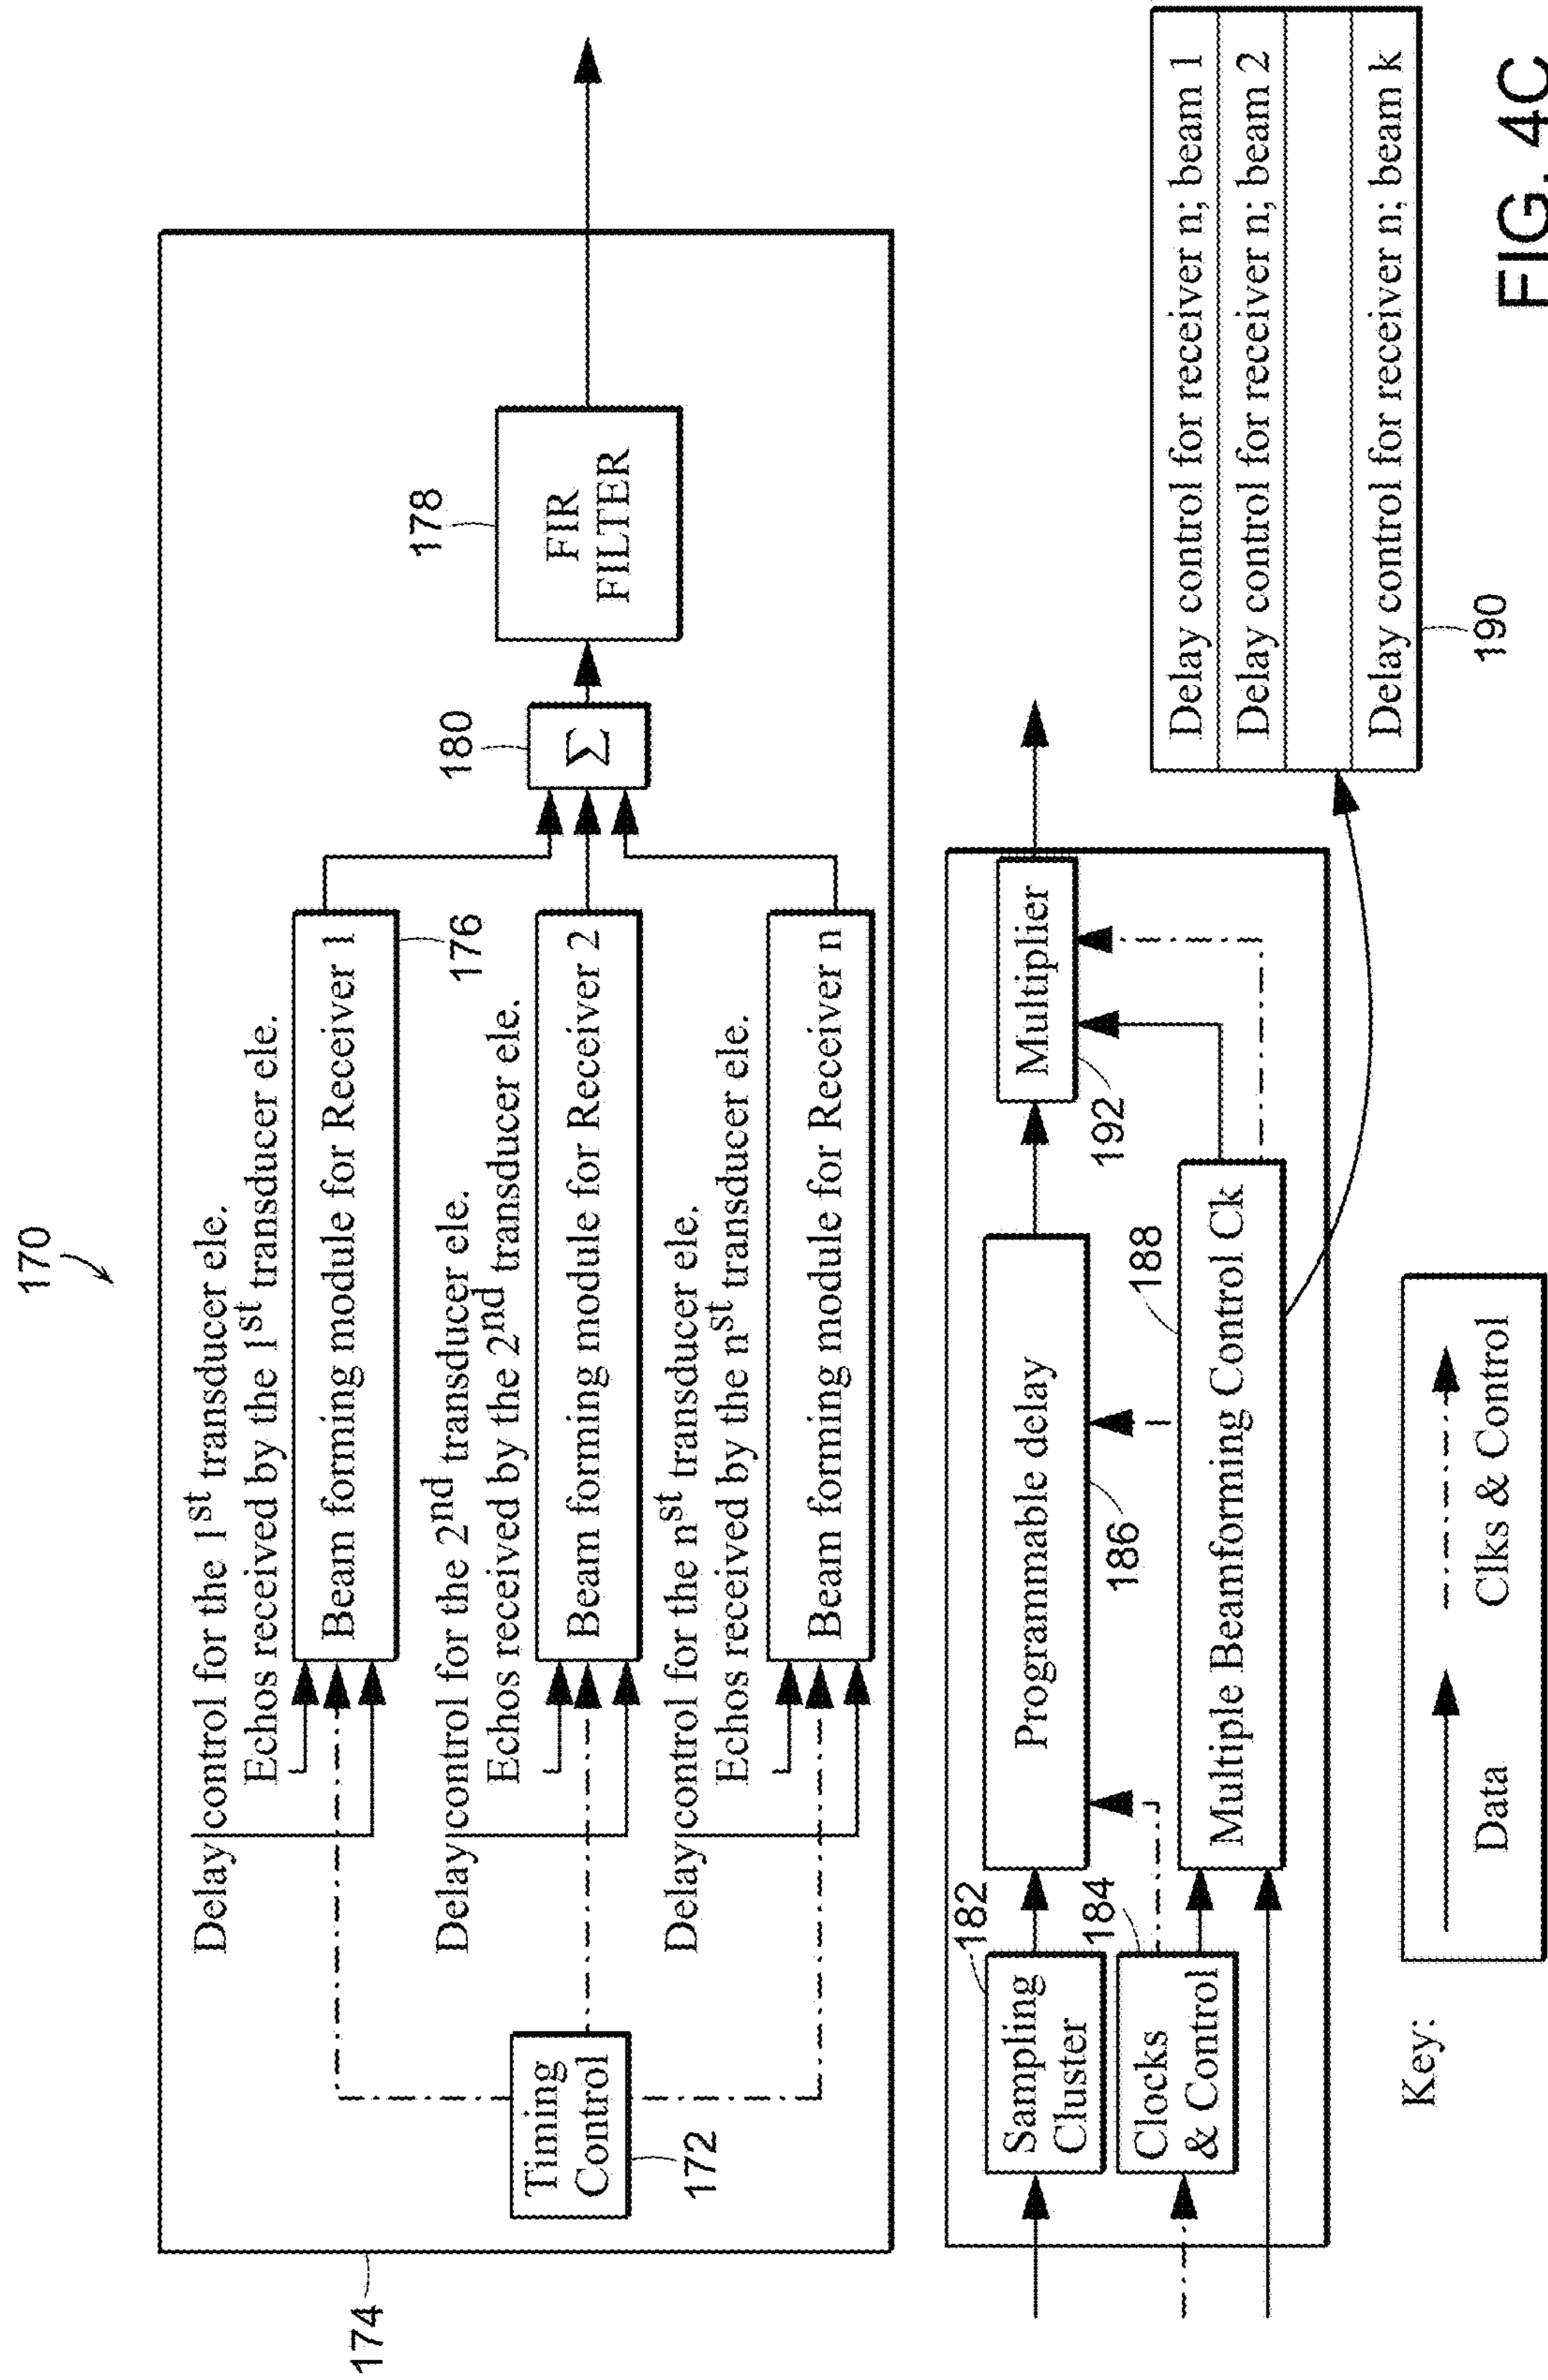 170
174
Timing
Control
172
Delay control for the 1st transducer ele.
Echos received by the 1st transducer ele.
Beam forming module for Receiver 1
176
Delay control for the 2nd transducer ele.
Echos received by the 2nd transducer ele.
Beam forming module for Receiver 2
Delay control for the nst transducer ele.
Echos received by the nst transducer ele.
Beam forming module for Receiver n
180
Σ
178
FIR
FILTER
182
Sampling
Cluster
184
Clocks
& Control
Programmable delay
186
188
Multiple Beamforming Control Ck
Multiplier
192
Delay control for receiver n; beam 1
Delay control for receiver n; beam 2
Delay control for receiver n; beam k
190
Key:
Data
Clks & Control
FIG. 4C